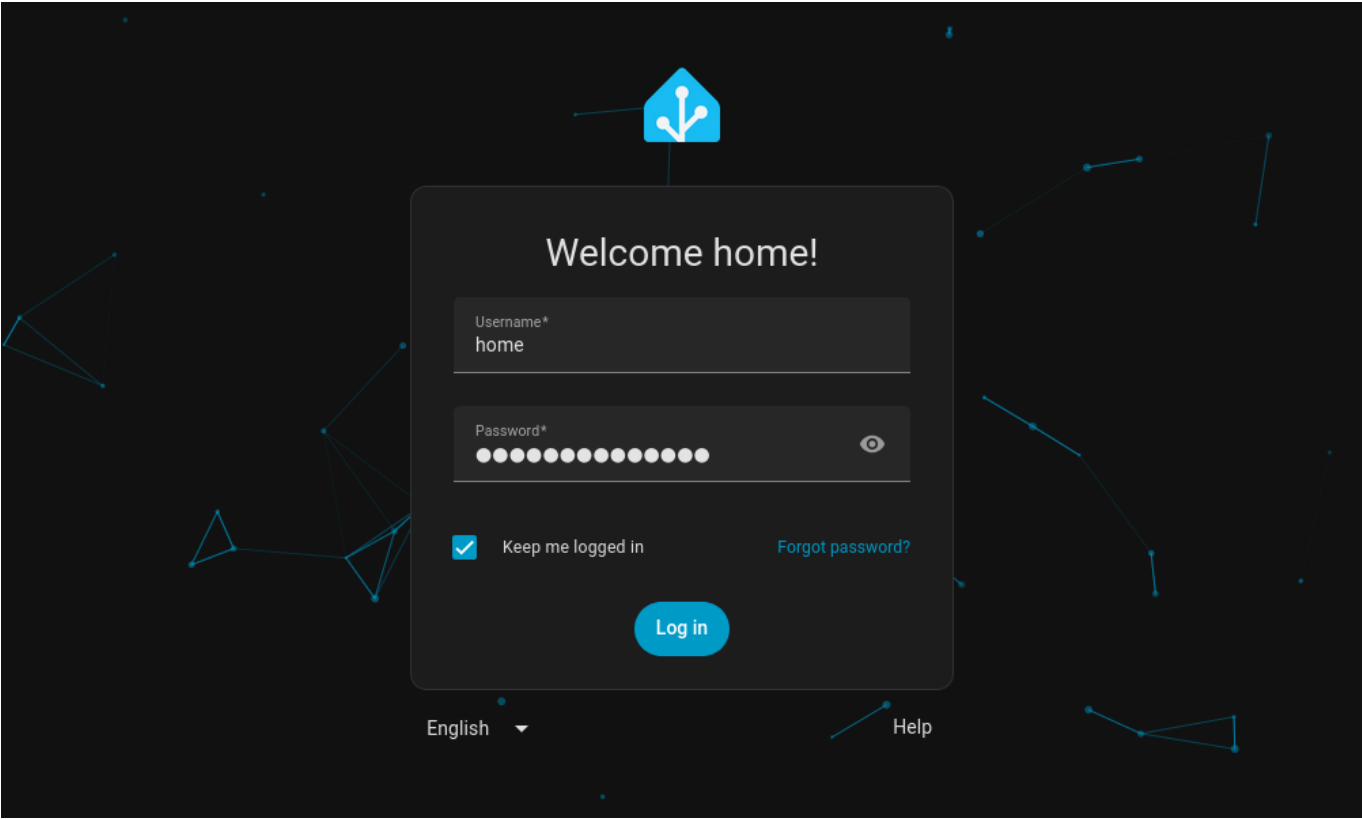 Welcome home!
Username*
home
Password*
●●●●●●●●●●●●●●
Keep me logged in
Forgot password?
Log in
English
Help